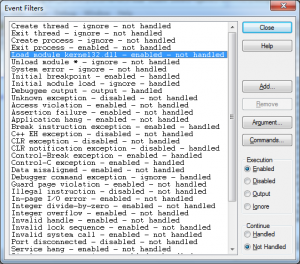 Event Filters
Create thread - ignore - not handled
Exit thread - ignore - not handled
Create process - ignore - not handled
Exit process - enabled - not handled
Load module kernel32.dll - enabled - not handled
Unload module * - ignore - not handled
System error - ignore - not handled
Initial breakpoint - enabled - handled
Initial module load - ignore - handled
Debuggee output - output - handled
Unknown exception - disabled - not handled
Access violation - enabled - not handled
Assertion failure - enabled - not handled
Application hang - enabled - not handled
Break instruction exception - enabled - handled
C++ EH exception - disabled - not handled
CLR exception - disabled - not handled
CLR notification exception - disabled - handled
Control-Break exception - enabled - handled
Control-C exception - enabled - handled
Data misaligned - enabled - not handled
Debugger command exception - ignore - handled
Guard page violation - enabled - not handled
Illegal instruction - disabled - not handled
In-page I/O error - enabled - not handled
Integer divide-by-zero - enabled - not handled
Integer overflow - enabled - not handled
Invalid handle - enabled - not handled
Invalid lock sequence - enabled - not handled
Invalid system call - enabled - not handled
Port disconnected - disabled - not handled
Service hang - enabled - not handled
Close
Help
Add...
Remove
Argument...
Commands...
Execution
Enabled
Disabled
Output
Ignore
Continue
Handled
Not Handled